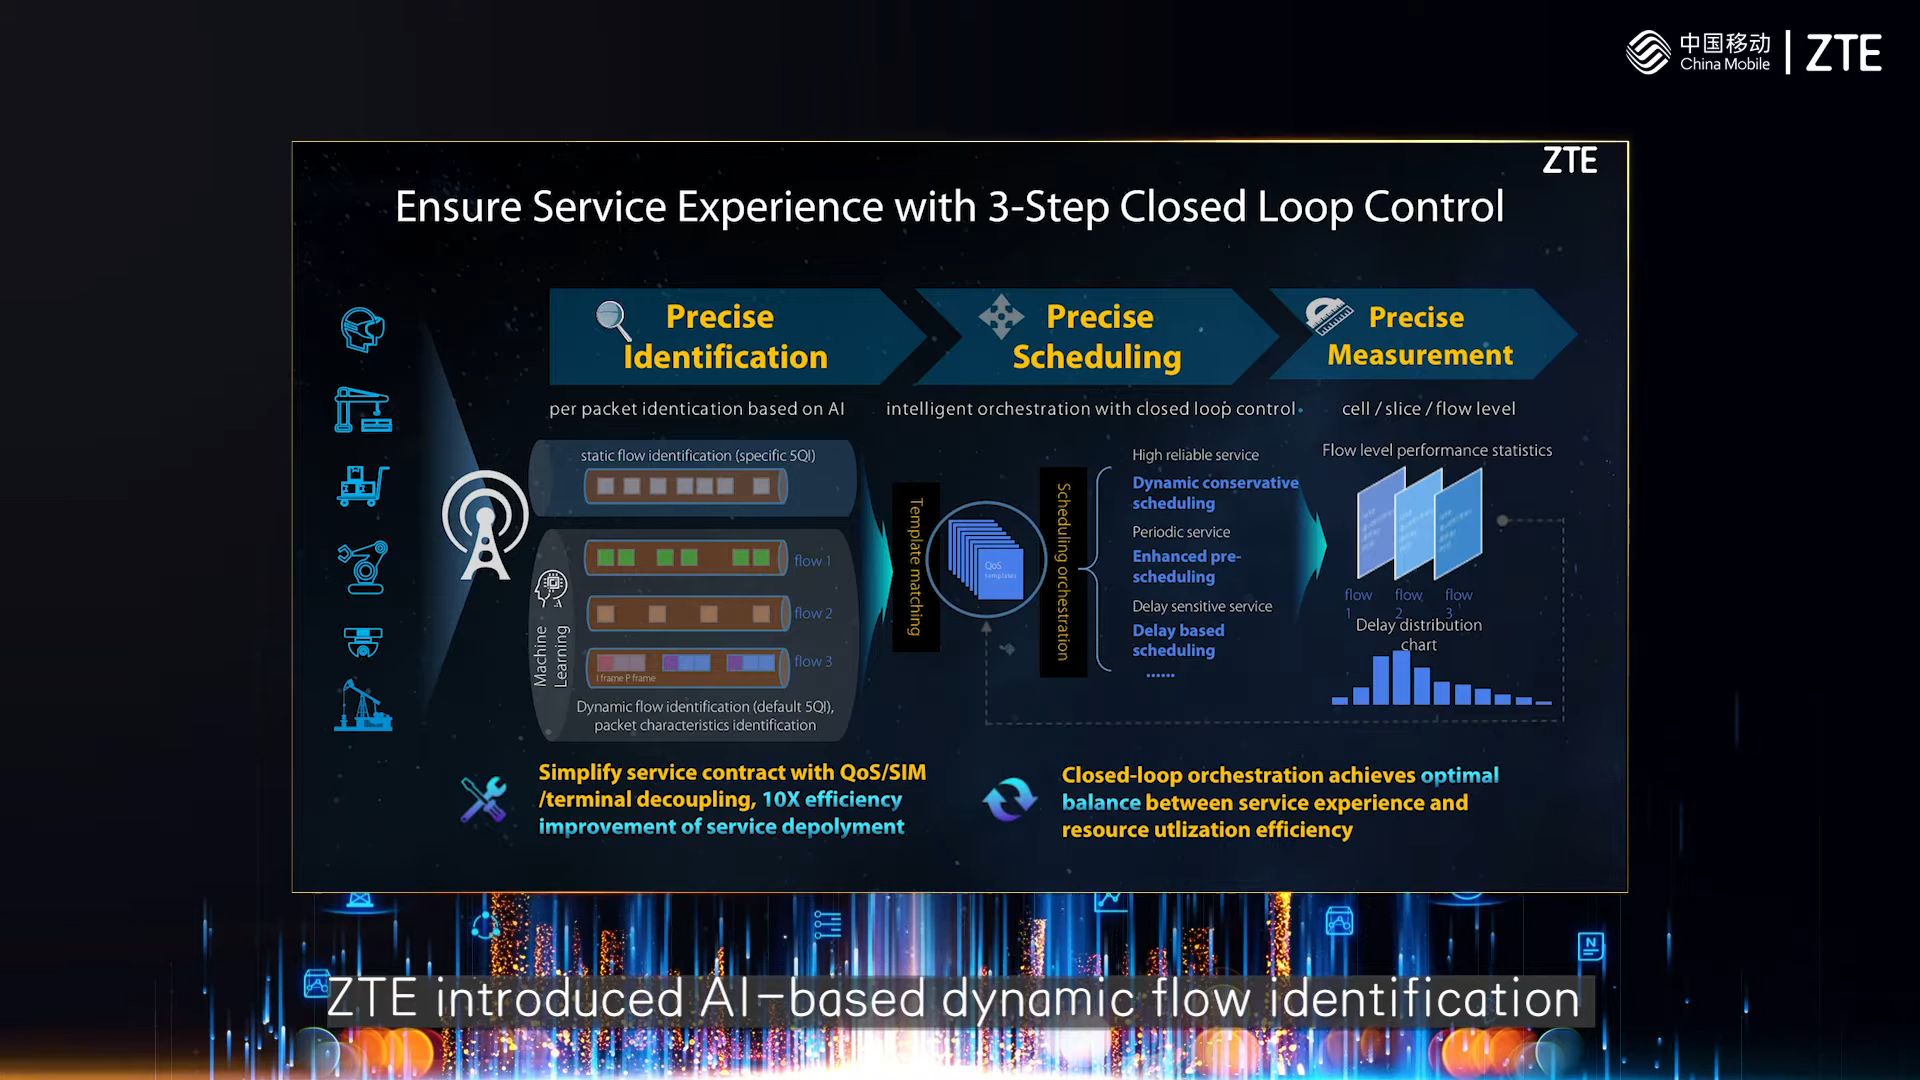 中国移动
China Mobile
ZTE
ZTE
Ensure Service Experience with 3-Step Closed Loop Control
Precise
Identification
Precise
Scheduling
Precise
Measurement
per packet identication based on AI
intelligent orchestration with closed loop control
cell / slice / flow level
static flow identification (specific 5QI)
flow 1
flow 2
flow 3
I frame P frame
Machine
Learning
Dynamic flow identification (default 5QI),
packet characteristics identification
Template matching
QoS
templates
Scheduling orchestration
High reliable service
Dynamic conservative
scheduling
Periodic service
Enhanced pre-
scheduling
Delay sensitive service
Delay based
scheduling
......
Flow level performance statistics
flow
1
flow
2
flow
3
Delay distribution
chart
Simplify service contract with QoS/SIM
/terminal decoupling, 10X efficiency
improvement of service depolyment
Closed-loop orchestration achieves optimal
balance between service experience and
resource utlization efficiency
N
ZTE introduced AI-based dynamic flow identification